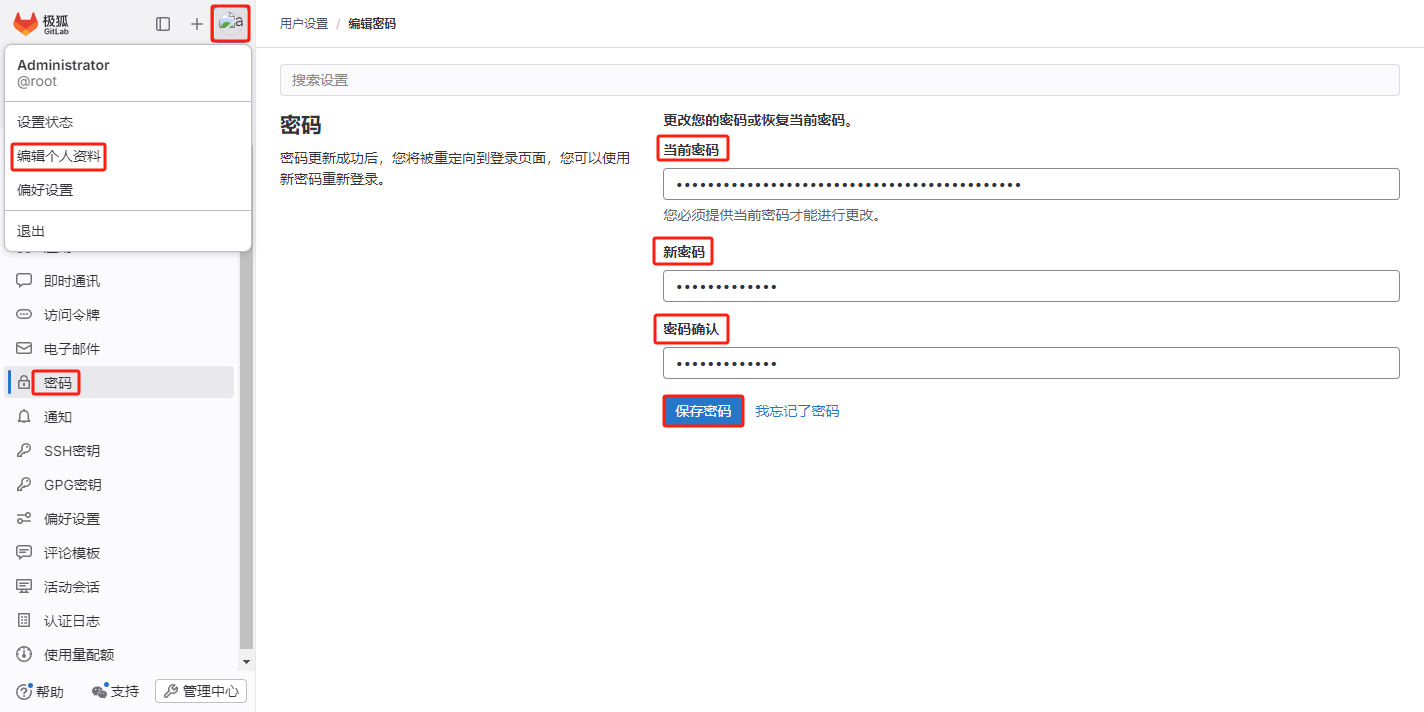 极狐
GitLab
a
Administrator
@root
设置状态
编辑个人资料
偏好设置
退出
即时通讯
访问令牌
电子邮件
密码
通知
SSH密钥
GPG密钥
偏好设置
评论模板
活动会话
认证日志
使用量配额
帮助
支持
管理中心
用户设置 / 编辑密码
搜索设置
密码
密码更新成功后，您将被重定向到登录页面，您可以使用
新密码重新登录。
更改您的密码或恢复当前密码。
当前密码
您必须提供当前密码才能进行更改。
新密码
密码确认
保存密码 我忘记了密码